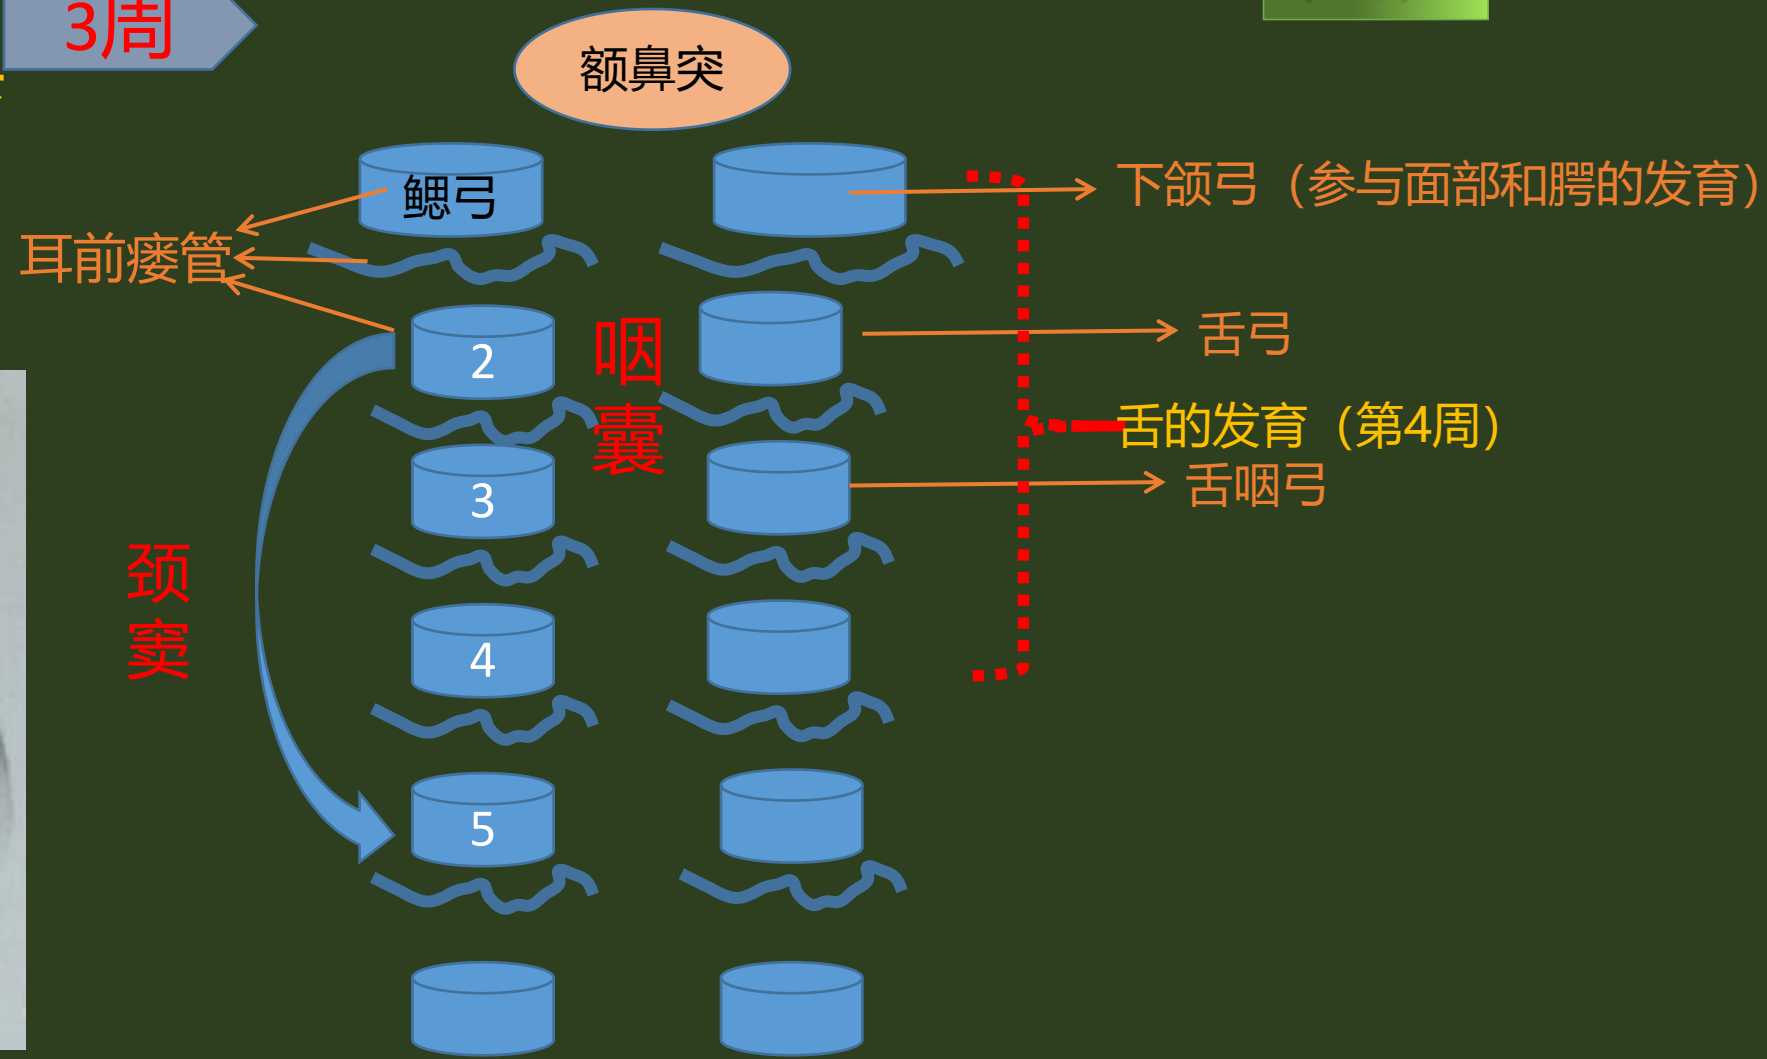 3周
额鼻突
鳃弓
下颌弓（参与面部和腭的发育）
耳前瘘管
2
咽囊
舌弓
舌的发育（第4周）
3
舌咽弓
颈窦
4
5